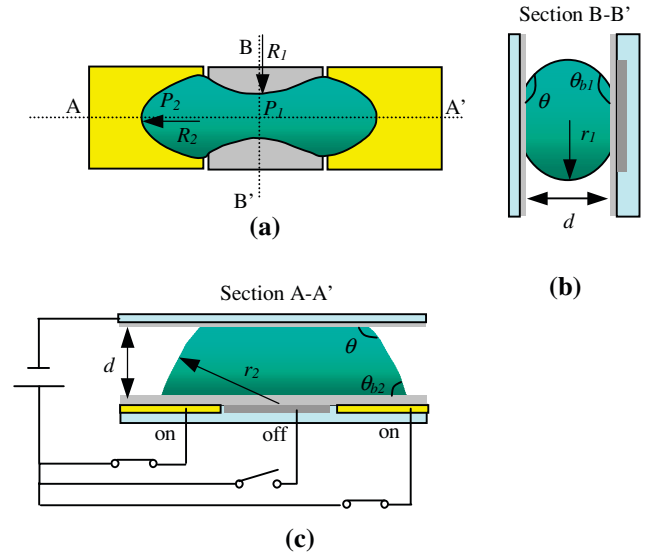 Section B-B'
B
R1
A
P2
P1
A'
R2
B'
(a)
θ
θb1
r1
d
(b)
Section A-A'
d
r2
θ
θb2
on
off
on
(c)